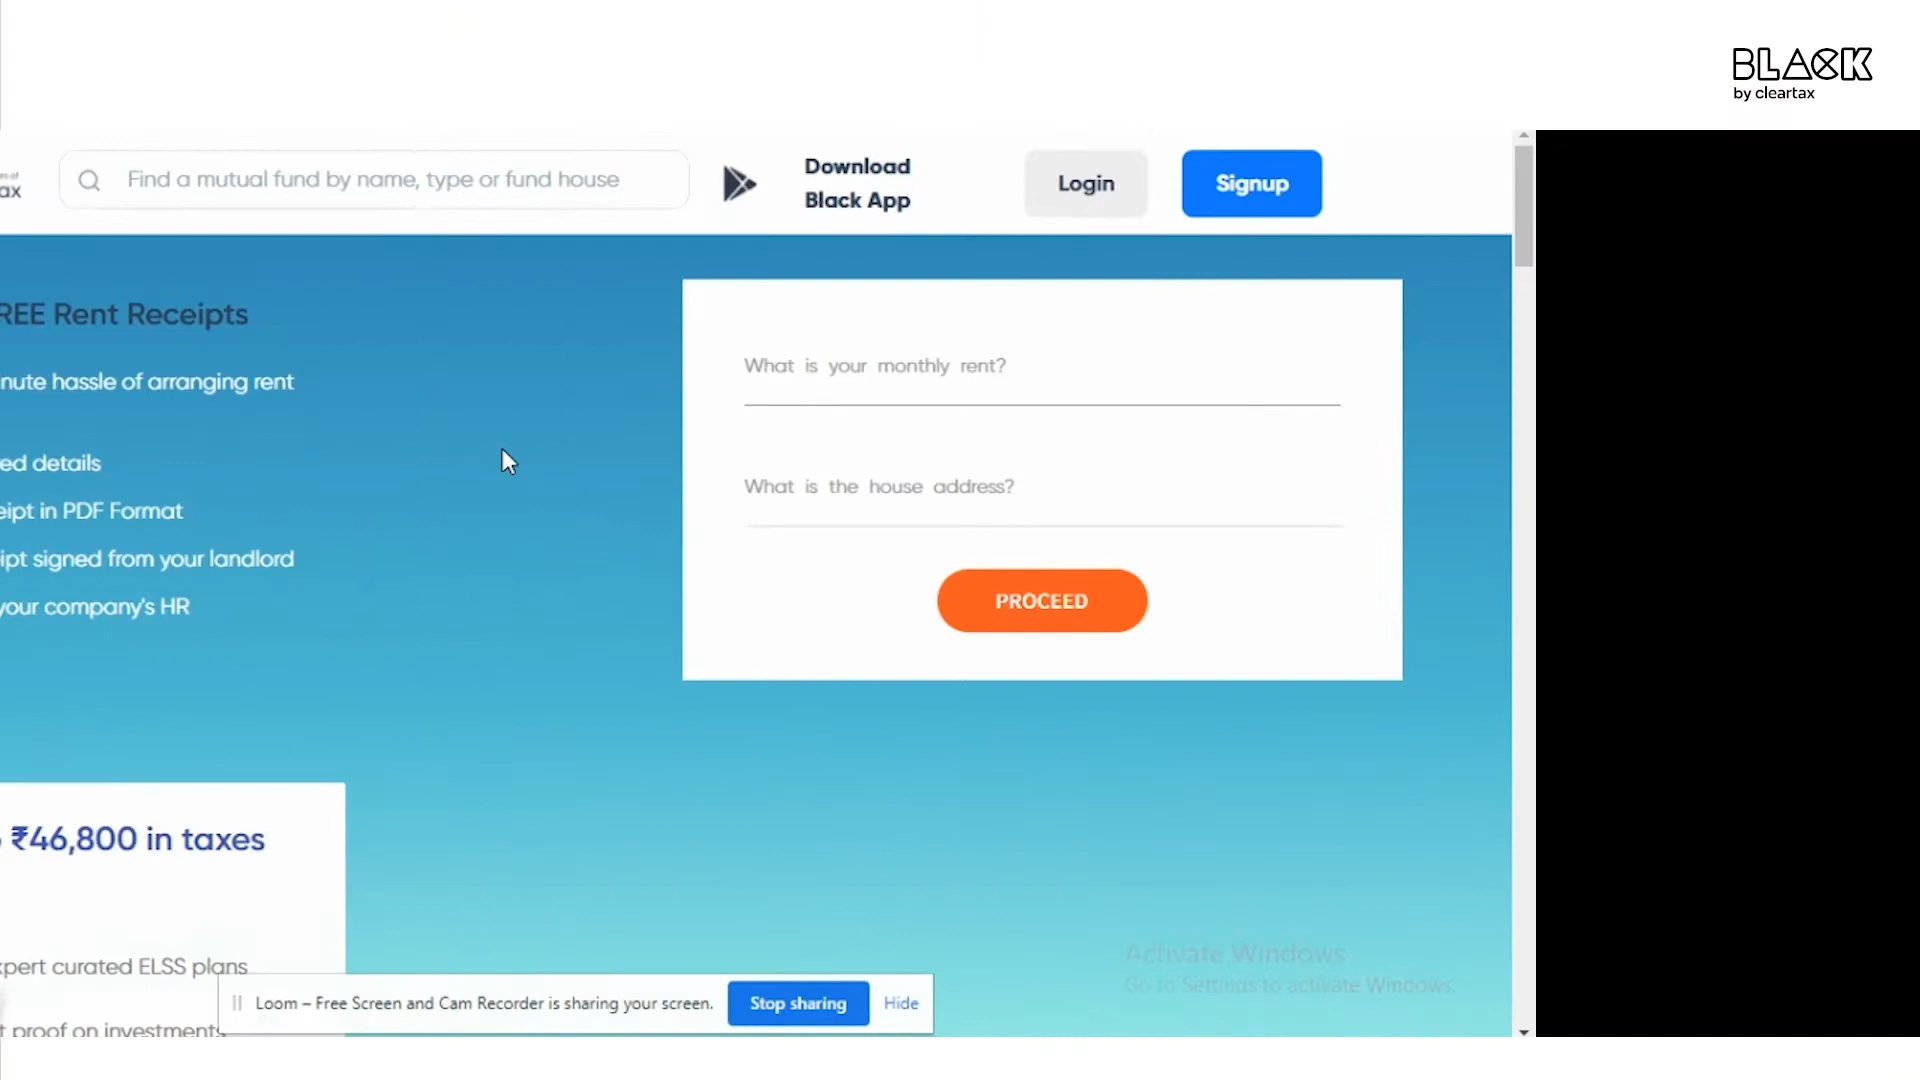 BLACK
by cleartax
Find a mutual fund by name, type or fund house
Download
Black App
Login
Signup
REE Rent Receipts
nute hassle of arranging rent
ed details
eipt in PDF Format
ipt signed from your landlord
your company's HR
What is your monthly rent?
What is the house address?
PROCEED
₹46,800 in taxes
xpert curated ELSS plans
t proof on investments
Activate Windows
Go to Settings to activate Windows.
Loom – Free Screen and Cam Recorder is sharing your screen.
Stop sharing
Hide